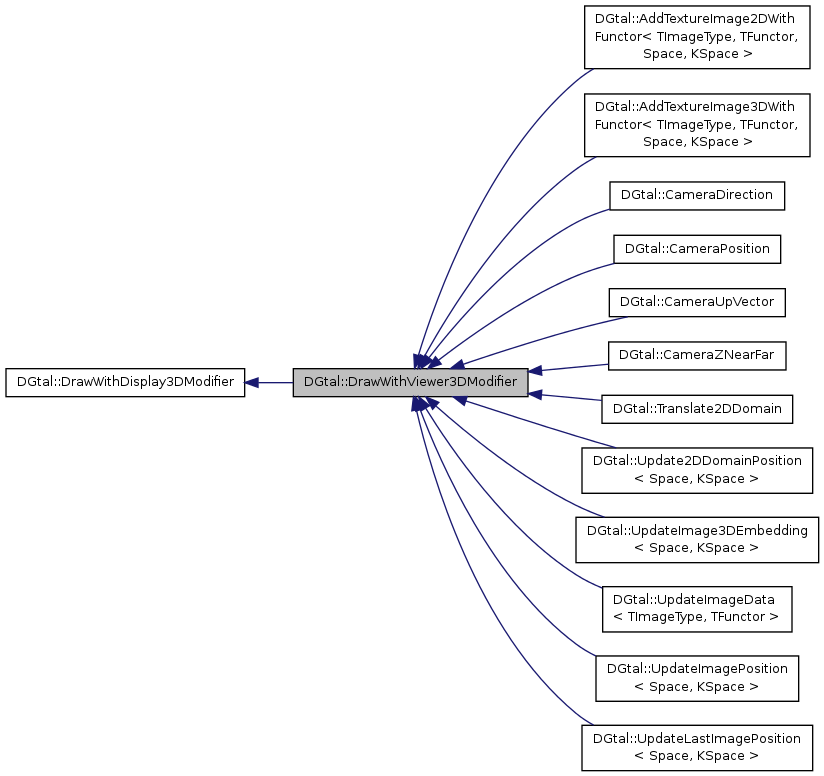 DGtal::AddTextureImage2DWith
Functor< TImageType, TFunctor,
Space, KSpace >
DGtal::AddTextureImage3DWith
Functor< TImageType, TFunctor,
Space, KSpace >
DGtal::CameraDirection
DGtal::CameraPosition
DGtal::CameraUpVector
DGtal::CameraZNearFar
DGtal::DrawWithDisplay3DModifier
DGtal::DrawWithViewer3DModifier
DGtal::Translate2DDomain
DGtal::Update2DDomainPosition
< Space, KSpace >
DGtal::UpdateImage3DEmbedding
< Space, KSpace >
DGtal::UpdateImageData
< TImageType, TFunctor >
DGtal::UpdateImagePosition
< Space, KSpace >
DGtal::UpdateLastImagePosition
< Space, KSpace >